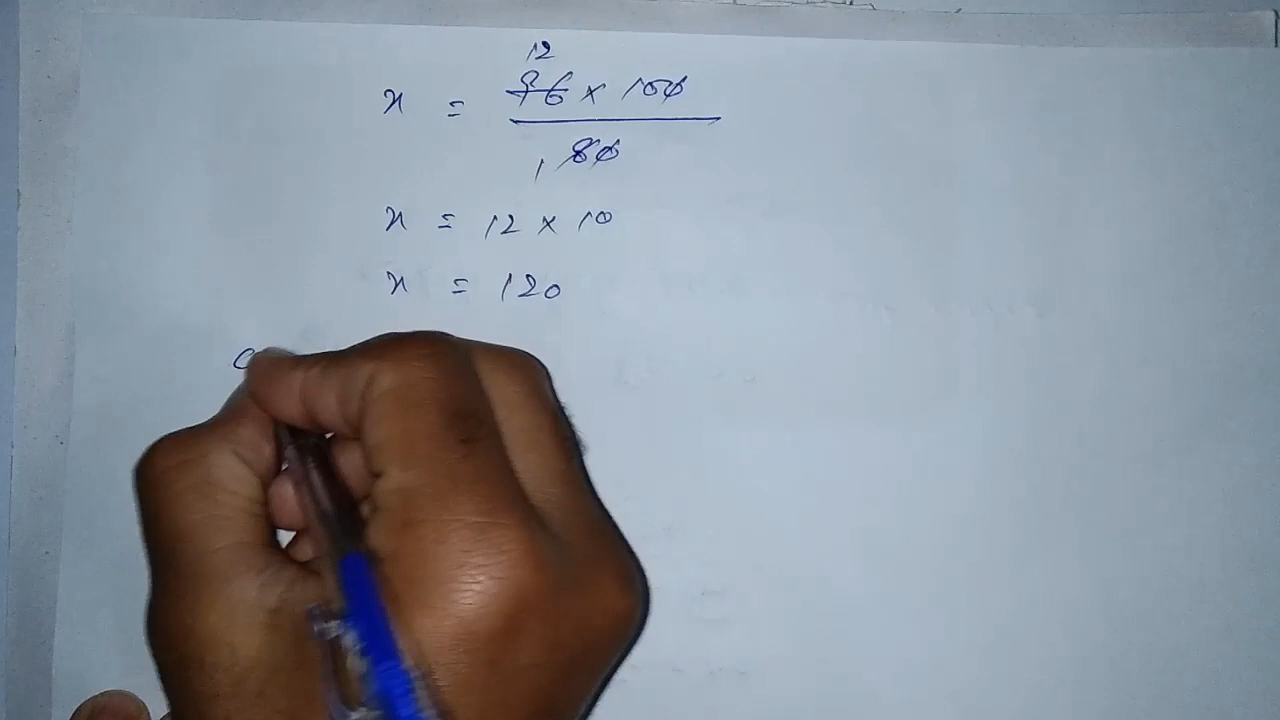 12
x = 96 × 100
1 80
x = 12 × 10
x = 120